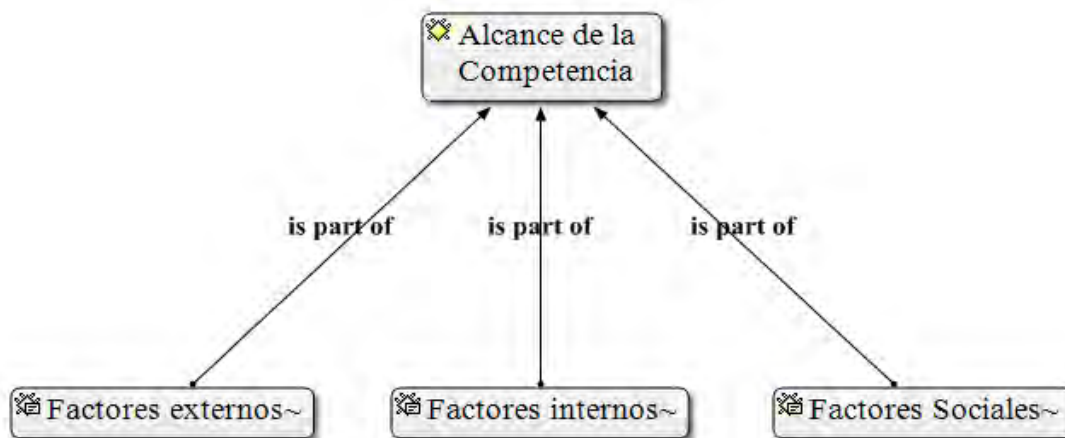 Alcance de la
Competencia
is part of
is part of
is part of
Factores externos~
Factores internos~
Factores Sociales~